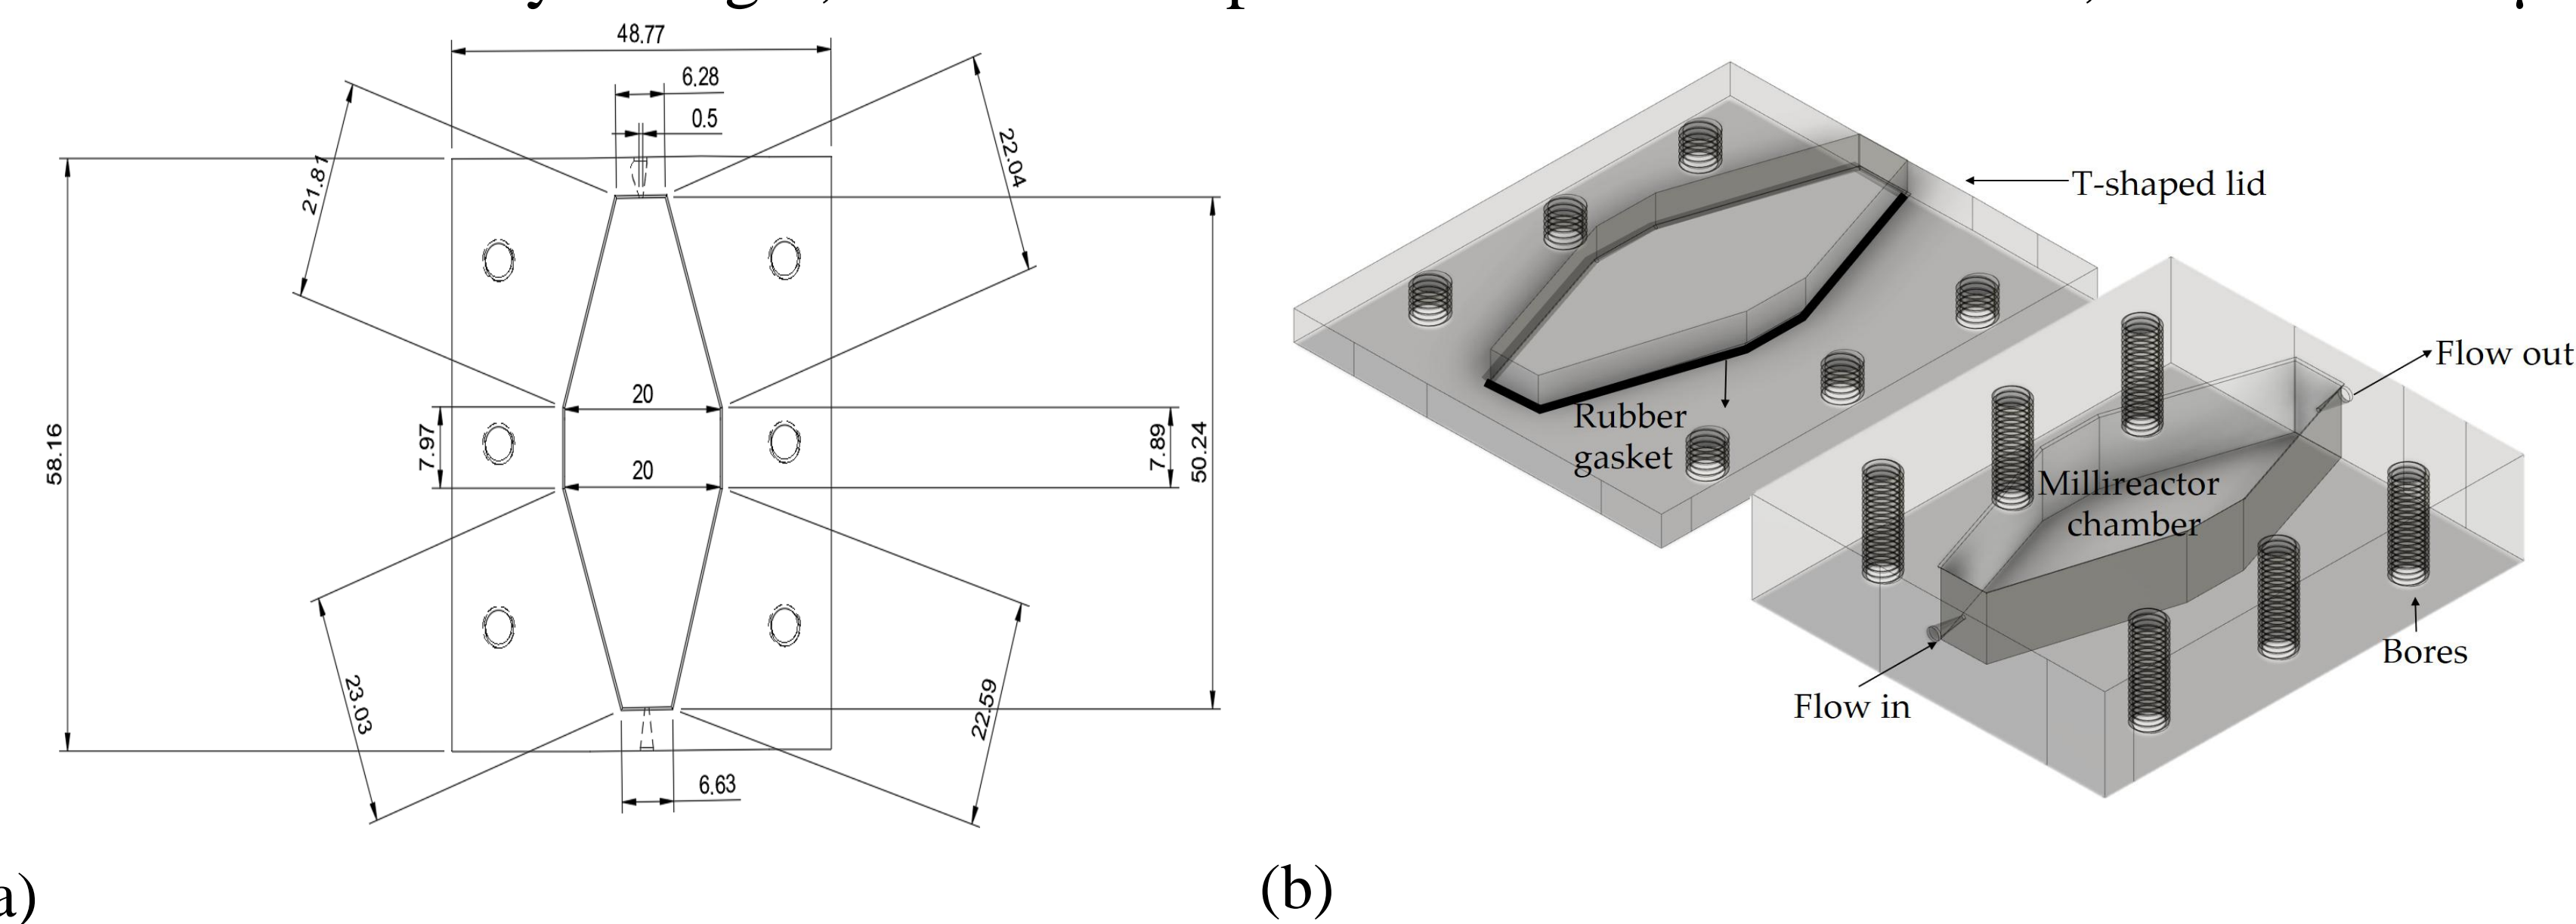 48.77
6.28
0.5
21.81
22.04
58.16
20
7.97
20
7.89
50.24
23.03
22.59
6.63
a)
T-shaped lid
Rubber
gasket
Flow out
Millireactor
chamber
Bores
Flow in
(b)